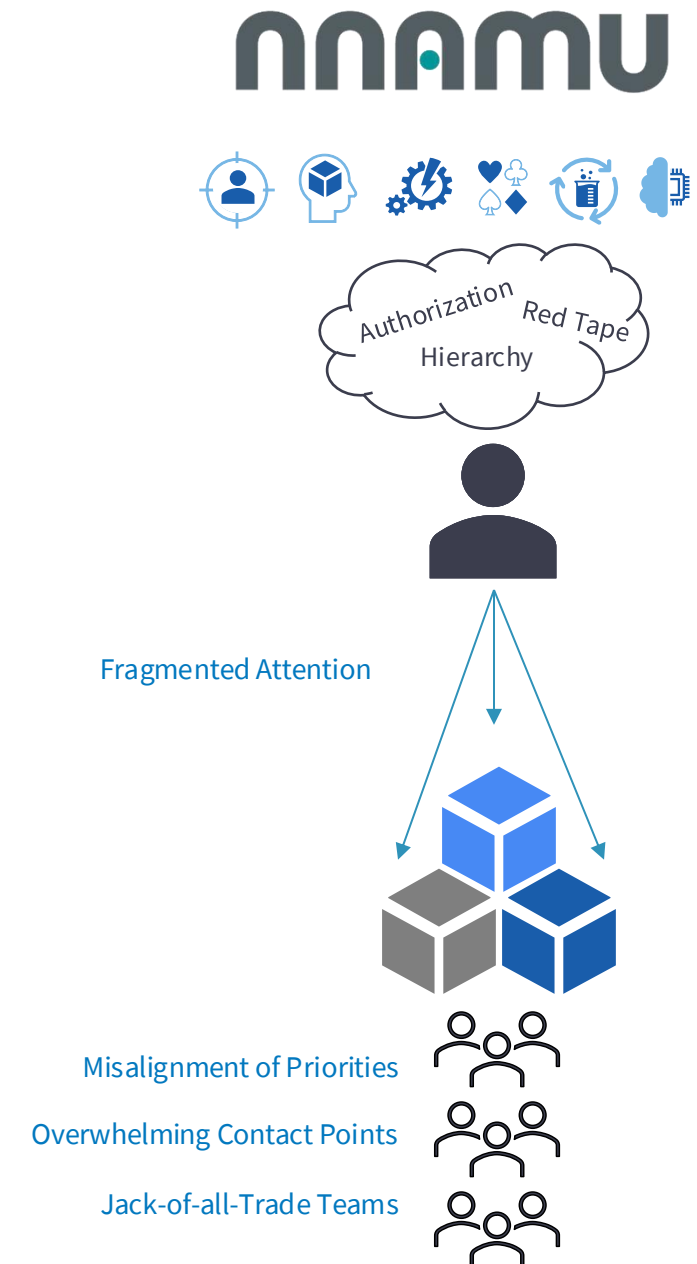 nnamu
Authorization
Red Tape
Hierarchy
Fragmented Attention
Misalignment of Priorities
Overwhelming Contact Points
Jack-of-all-Trade Teams